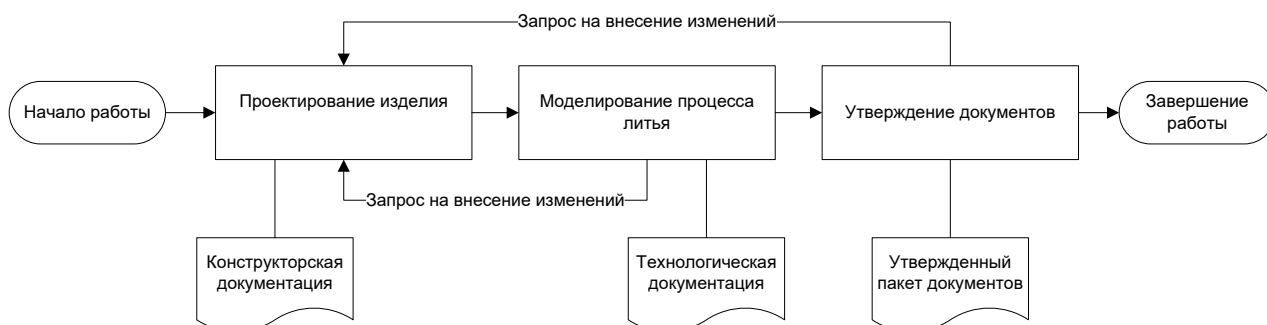 Запрос на внесение изменений
Начало работы
Проектирование изделия
Моделирование процесса
литья
Утверждение документов
Завершение
работы
Запрос на внесение изменений
Конструкторская
документация
Технологическая
документация
Утвержденный
пакет документов